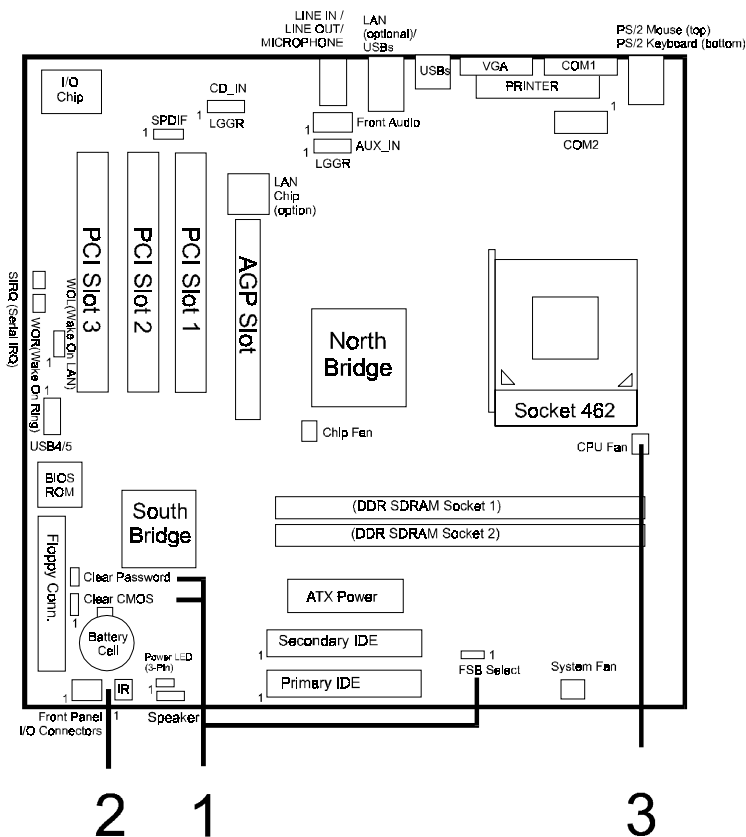 LINE IN /
LINE OUT/
MICROPHONE
LAN
(optional)/
USBs
USBs
VGA
COM1
PRINTER
PS/2 Mouse (top)
PS/2 Keyboard (bottom)
I/O
Chip
CD_IN
1
LGGR
SPDIF
1
1
Front Audio
1
AUX_IN
LGGR
1
COM2
LAN
Chip
(option)
PCI Slot 3
PCI Slot 2
PCI Slot 1
AGP Slot
SIRQ (Serial IRQ)
WOR(Wake On Ring)
WOL(Wake On LAN)
1
1
USB4/5
North
Bridge
Socket 462
Chip Fan
CPU Fan
BIOS
ROM
South
Bridge
(DDR SDRAM Socket 1)
(DDR SDRAM Socket 2)
Floppy Conn.
Clear Password
Clear CMOS
1
Battery
Cell
ATX Power
Power LED
(3-Pin)
1
1
Secondary IDE
1
Primary IDE
1
FSB Select
System Fan
1
IR
1
Front Panel
I/O Connectors
Speaker
2
1
3